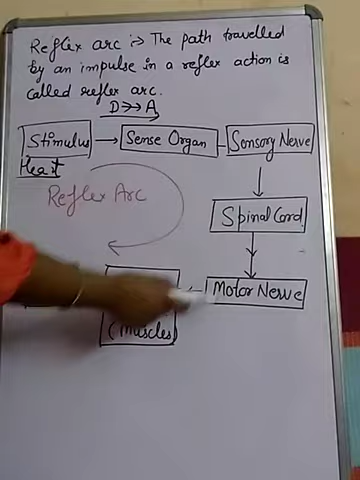 Reflex arc :→ The path travelled
by an impulse in a reflex action is
called reflex arc.
D→→ A
Stimulus → Sense Organ - Sensory Nerve
Heat
Reflex Arc
Spinal Cord
Motor Nerve
(Muscles)